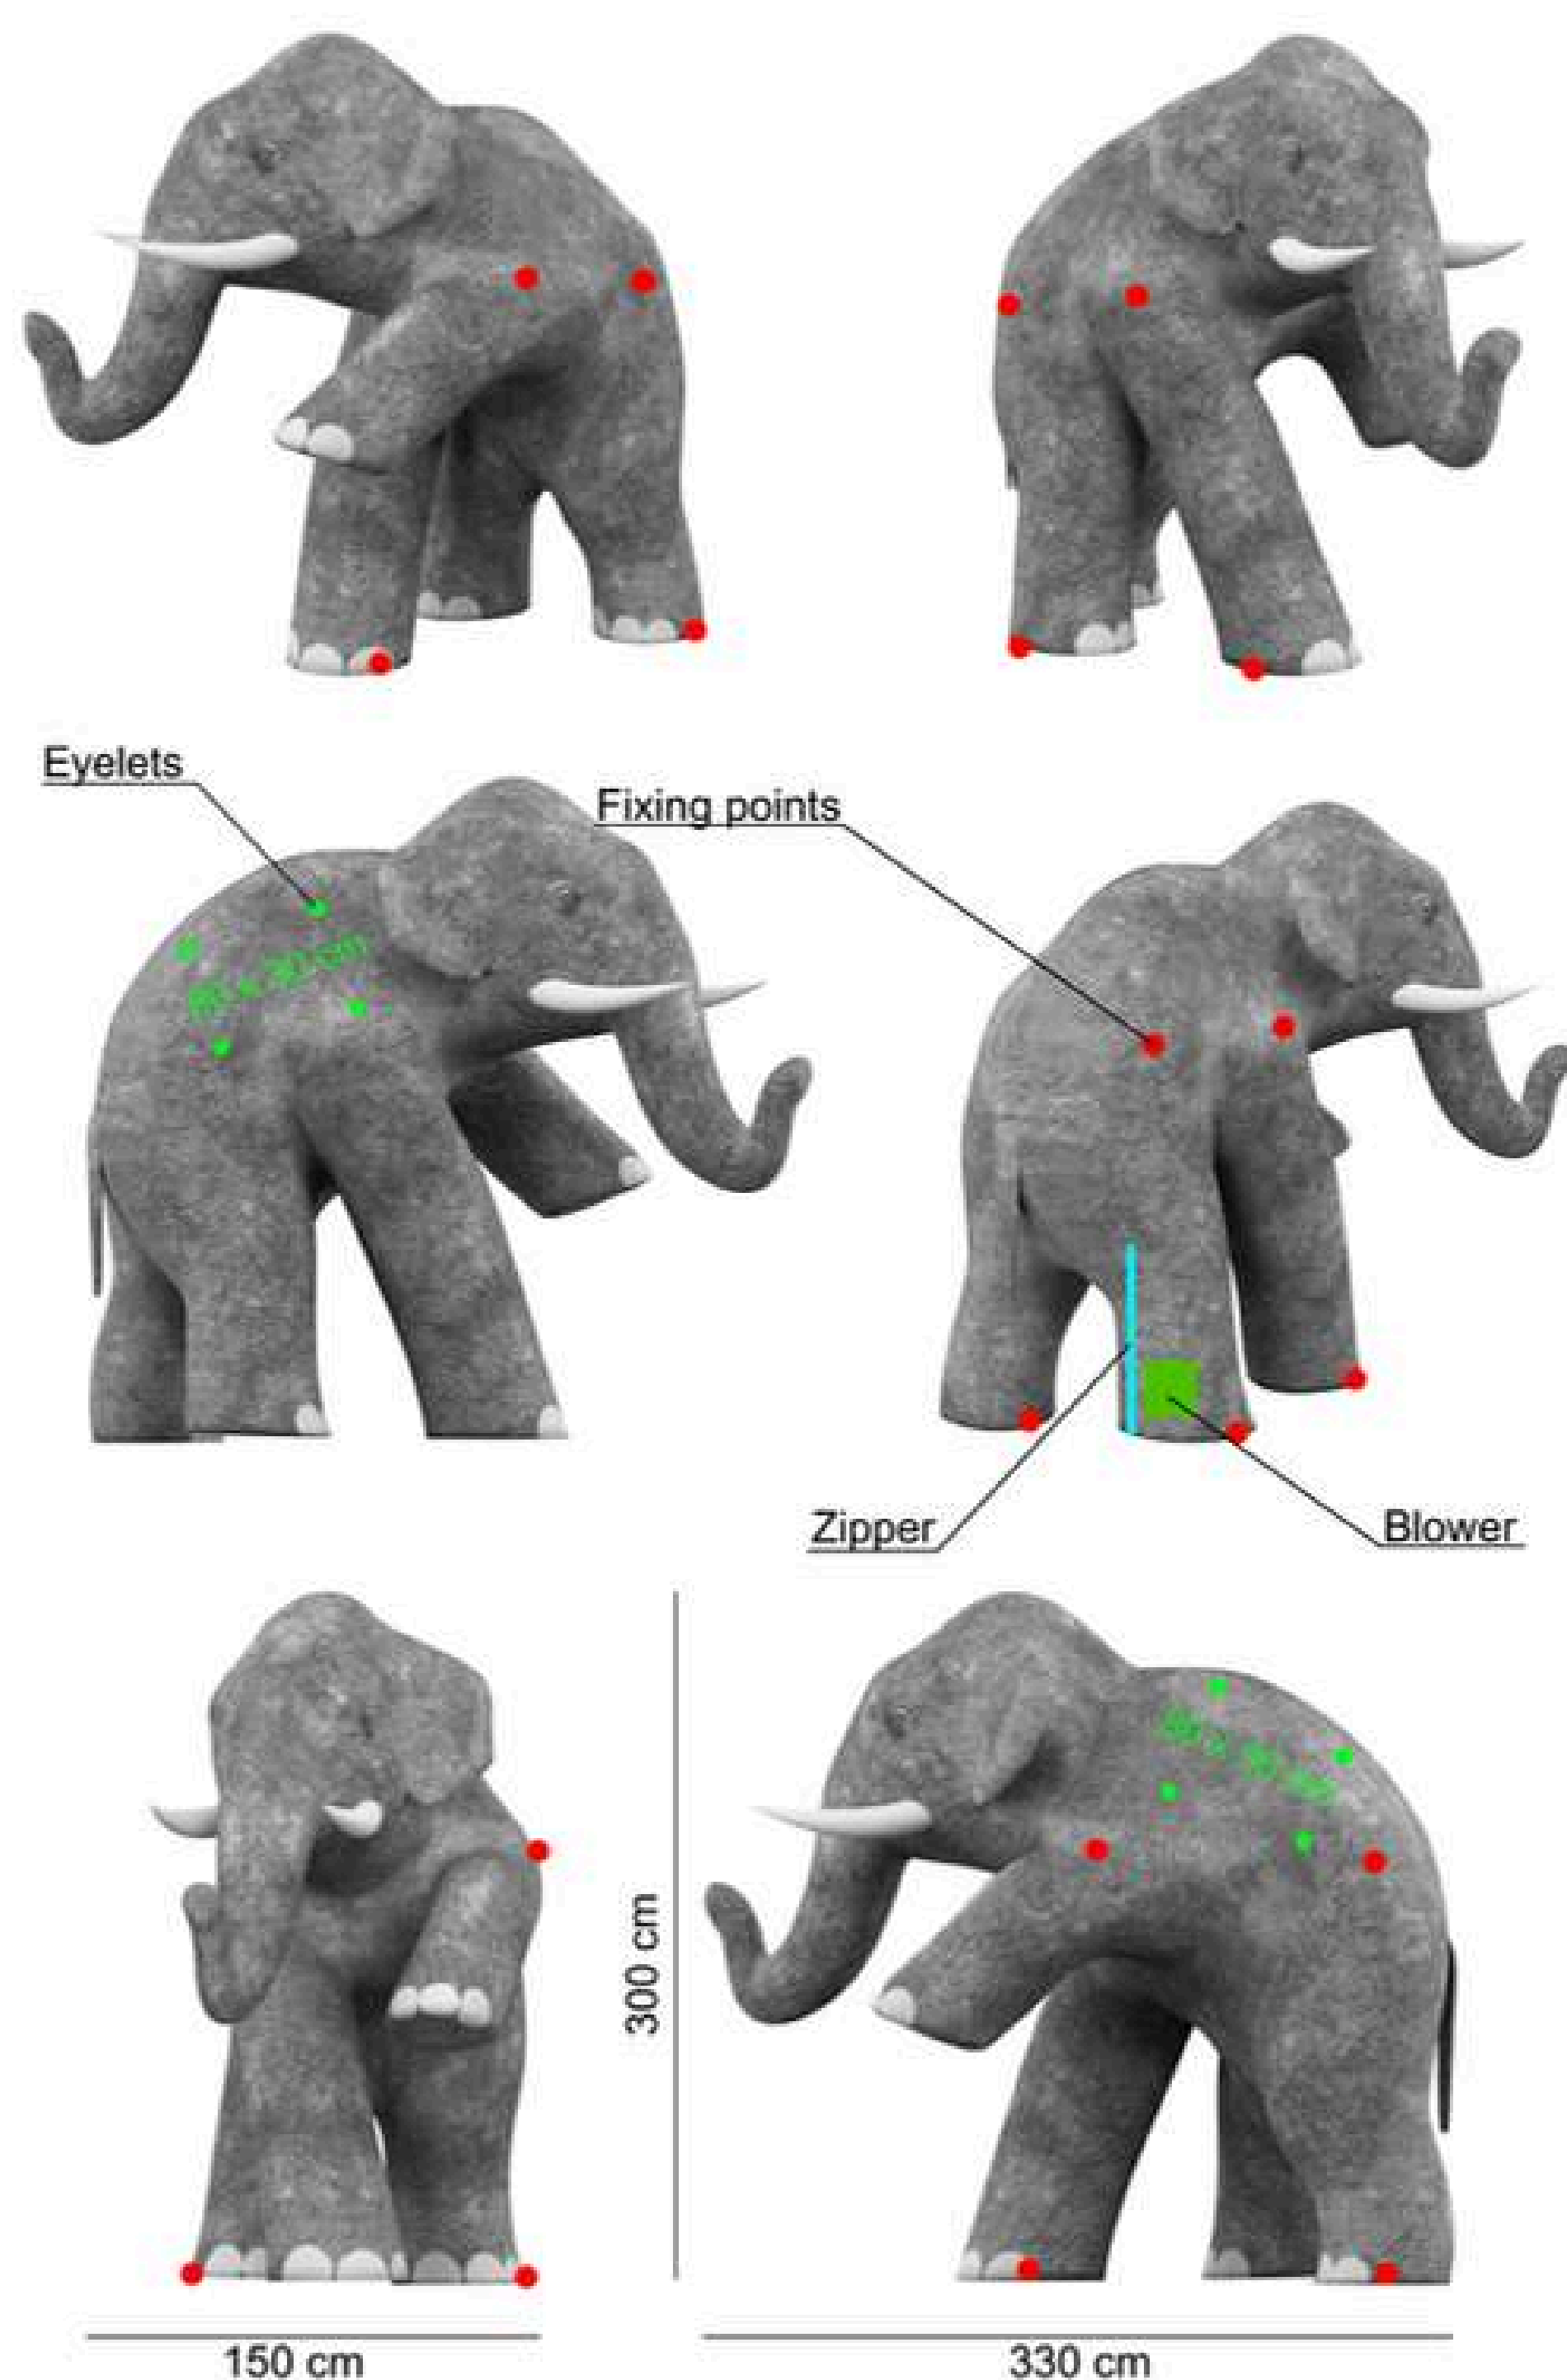 Eyelets
Fixing points
Zipper
Blower
300 cm
150 cm
330 cm